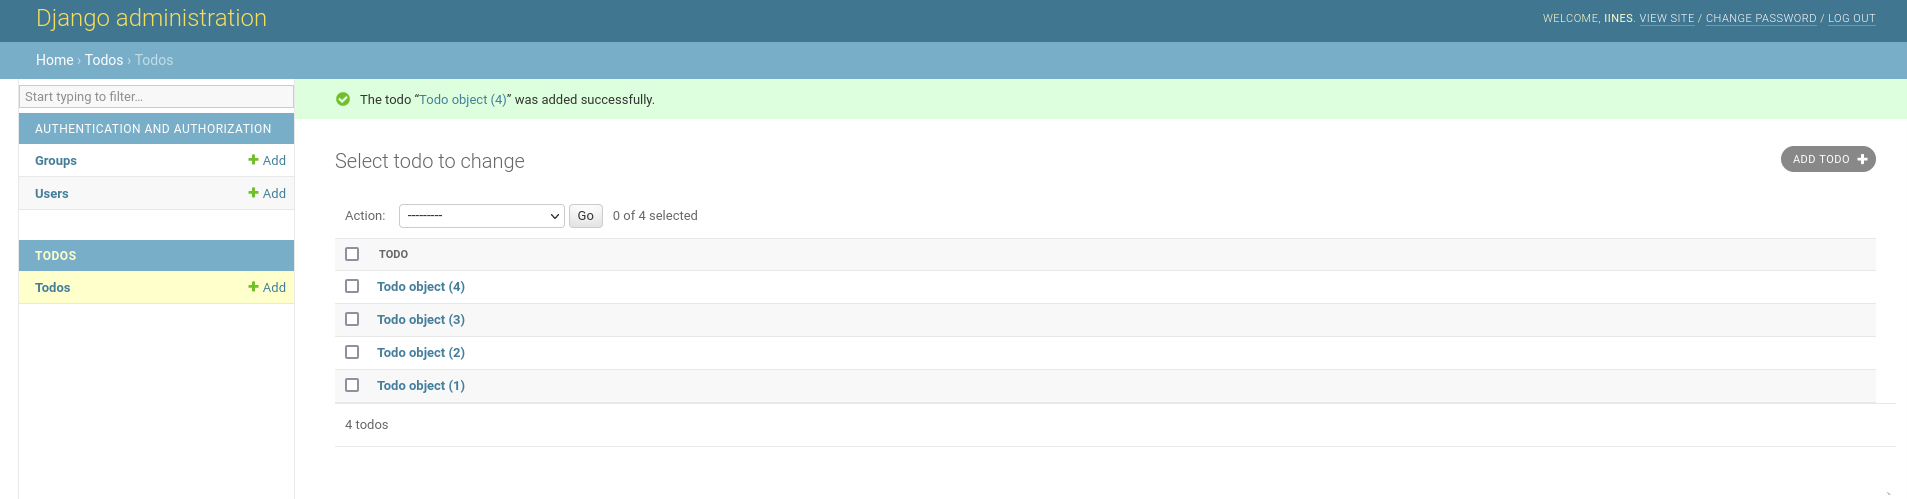 Django administration
WELCOME, IINES. VIEW SITE / CHANGE PASSWORD / LOG OUT
Home › Todos › Todos
Start typing to filter…
AUTHENTICATION AND AUTHORIZATION
Groups + Add
Users + Add
TODOS
Todos + Add
The todo “Todo object (4)” was added successfully.
Select todo to change
ADD TODO +
Action: --------- Go 0 of 4 selected
TODO
Todo object (4)
Todo object (3)
Todo object (2)
Todo object (1)
4 todos